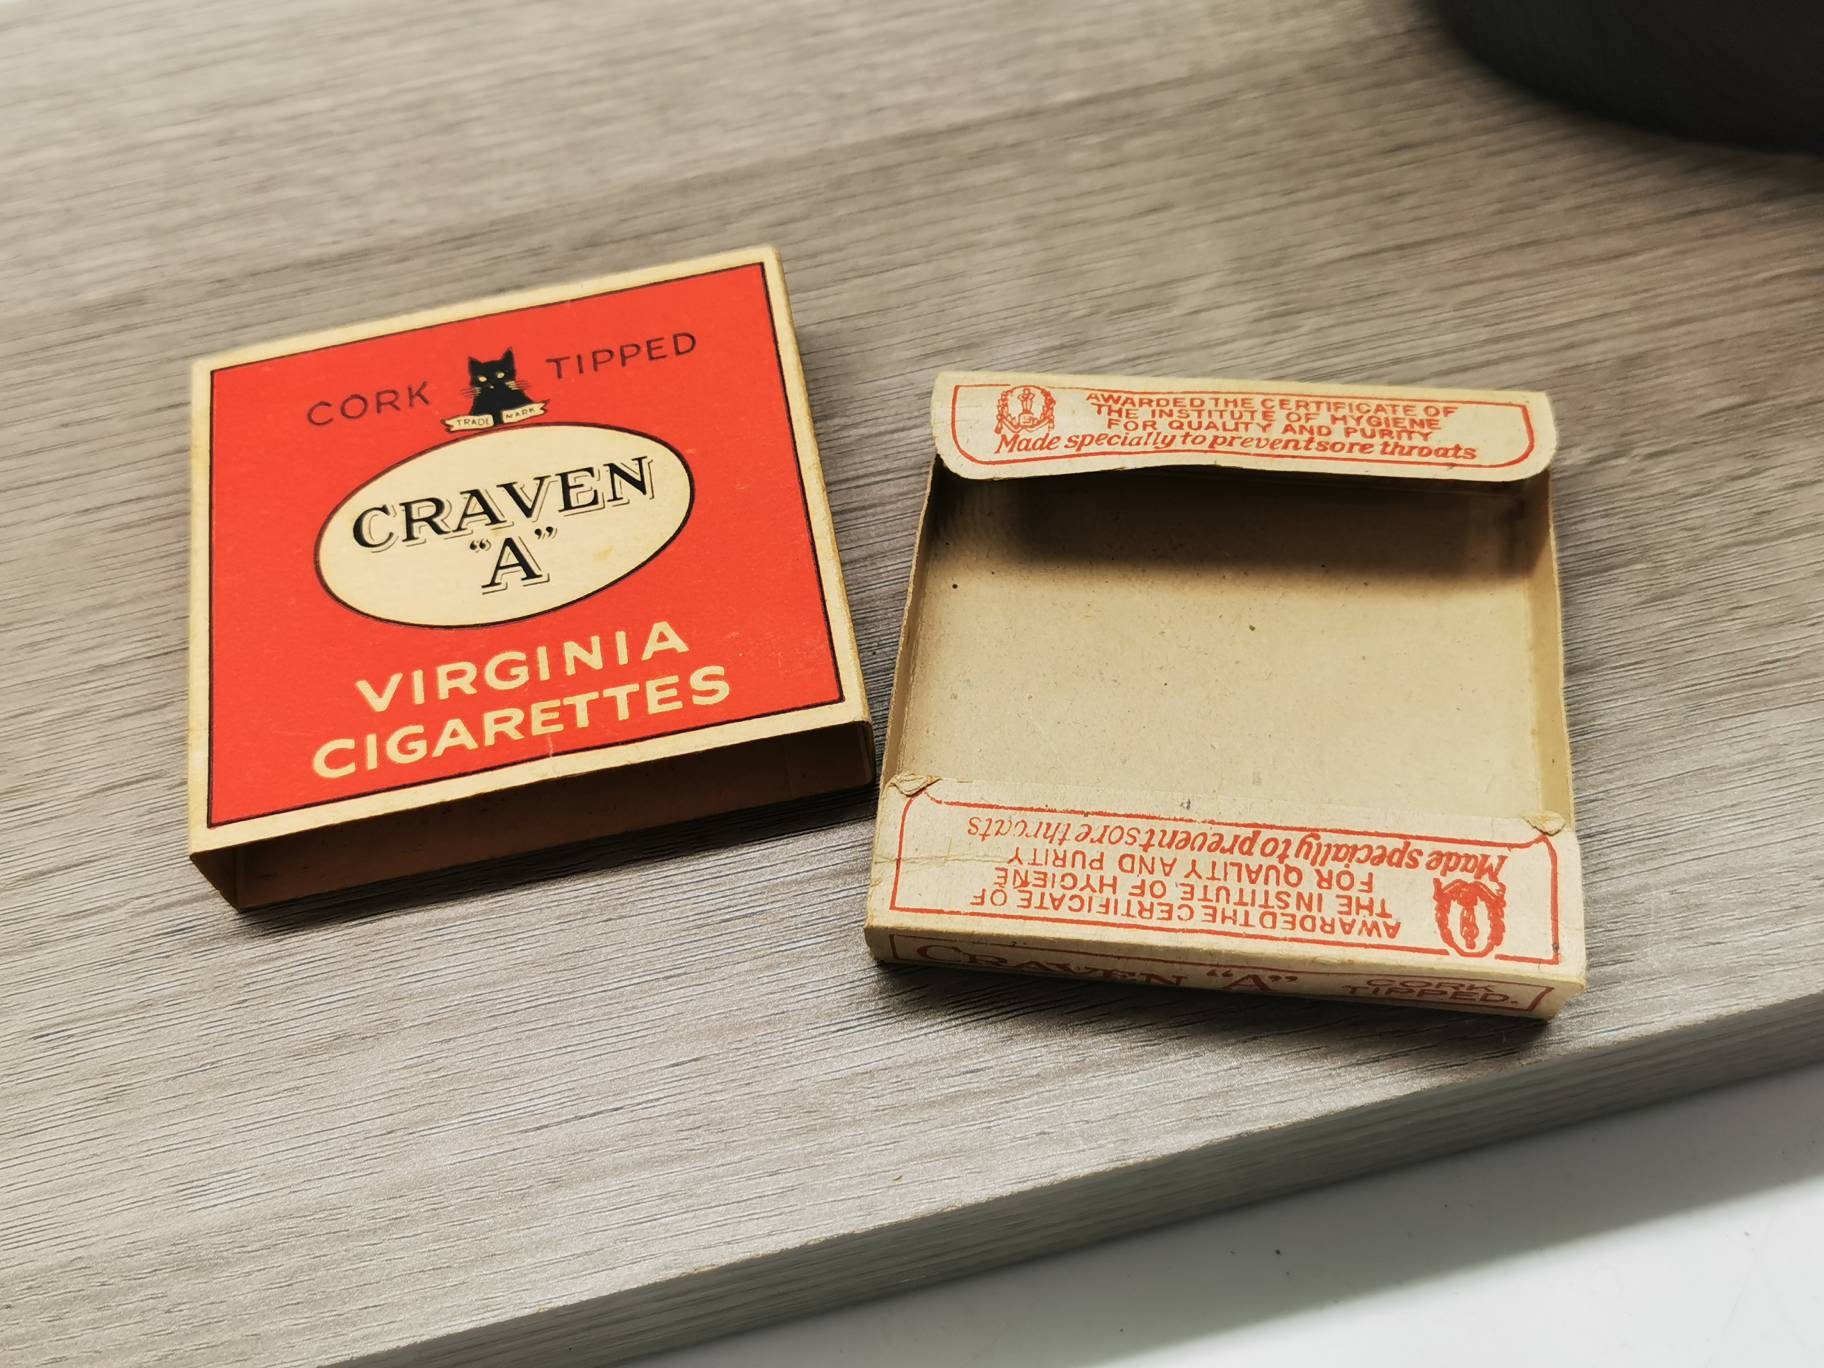 CORK TIPPED
TRADE MARK
CRAVEN
"A"
VIRGINIA
CIGARETTES
AWARDED THE CERTIFICATE OF
THE INSTITUTE OF HYGIENE
FOR QUALITY AND PURITY
Made specially to prevent sore throats
AWARDED THE CERTIFICATE OF
THE INSTITUTE OF HYGIENE
FOR QUALITY AND PURITY
Made specially to prevent sore throats
CRAVEN "A" CORK
TIPPED.